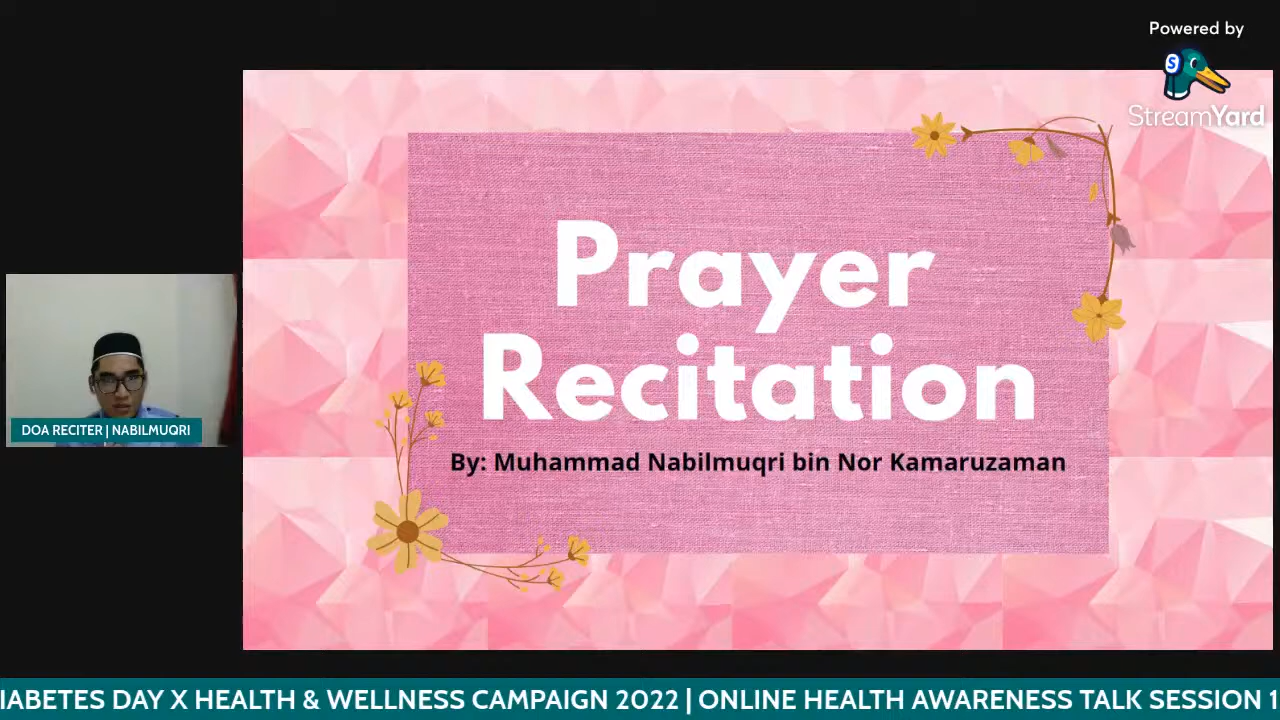 Powered by
StreamYard
Prayer
Recitation
By: Muhammad Nabilmuqri bin Nor Kamaruzaman
DOA RECITER | NABILMUQRI
IABETES DAY X HEALTH & WELLNESS CAMPAIGN 2022 | ONLINE HEALTH AWARENESS TALK SESSION 1